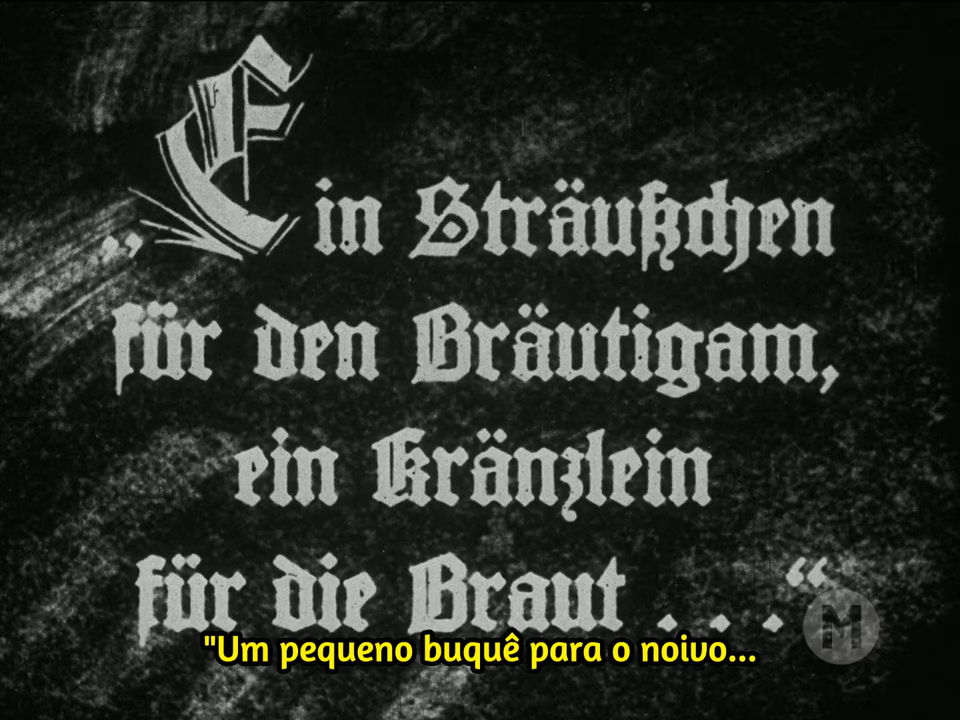 „Ein Sträußchen
für den Bräutigam,
ein Kränzlein
für die Braut . . .“
"Um pequeno buquê para o noivo...
M